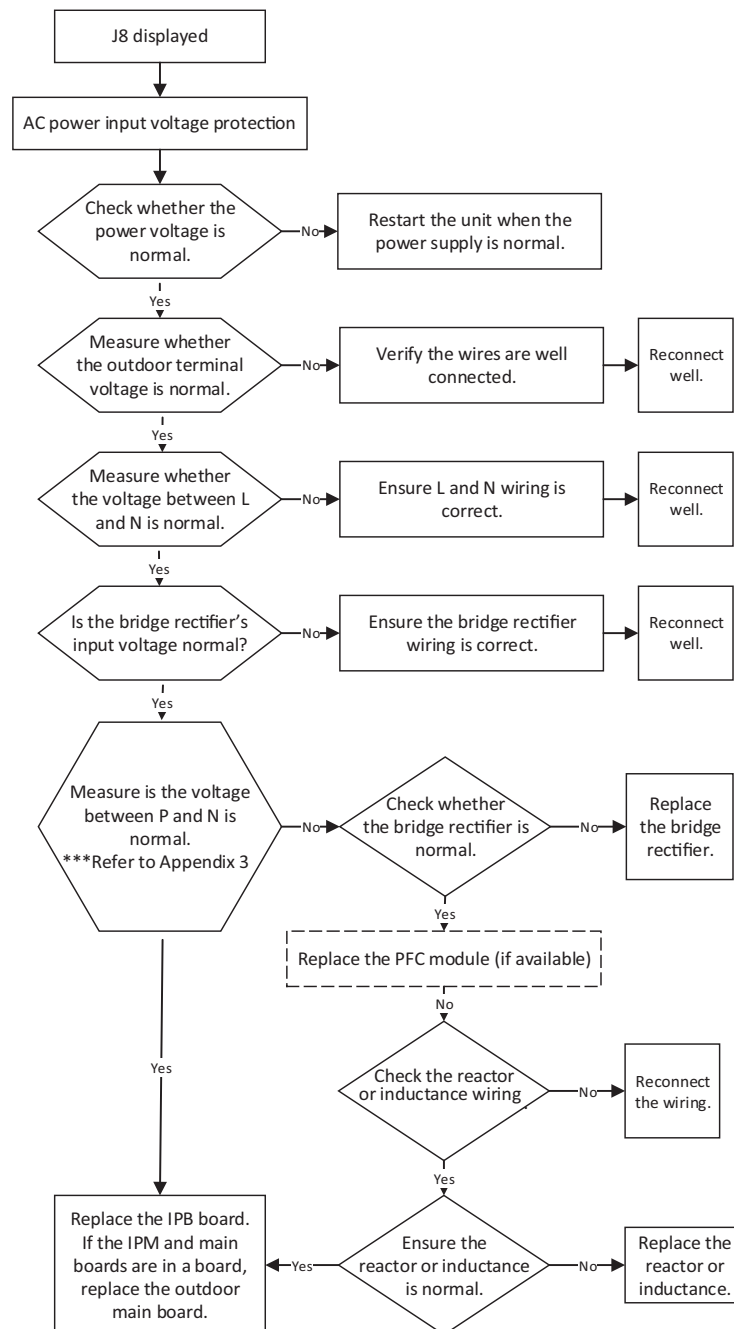 J8 displayed
AC power input voltage protection
Check whether the
power voltage is
normal.
No
Restart the unit when the
power supply is normal.
Yes
Measure whether
the outdoor terminal
voltage is normal.
No
Verify the wires are well
connected.
Reconnect
well.
Yes
Measure whether
the voltage between L
and N is normal.
No
Ensure L and N wiring is
correct.
Reconnect
well.
Yes
Is the bridge rectifier's
input voltage normal?
No
Ensure the bridge rectifier
wiring is correct.
Reconnect
well.
Yes
Measure is the voltage
between P and N is
normal.
***Refer to Appendix 3
No
Check whether
the bridge rectifier is
normal.
No
Replace
the bridge
rectifier.
Yes
Replace the PFC module (if available)
No
Check the reactor
or inductance wiring.
No
Reconnect
the wiring.
Yes
Yes
Ensure the
reactor or inductance
is normal.
No
Replace the
reactor or
inductance.
Yes
Replace the IPB board.
If the IPM and main
boards are in a board,
replace the outdoor
main board.